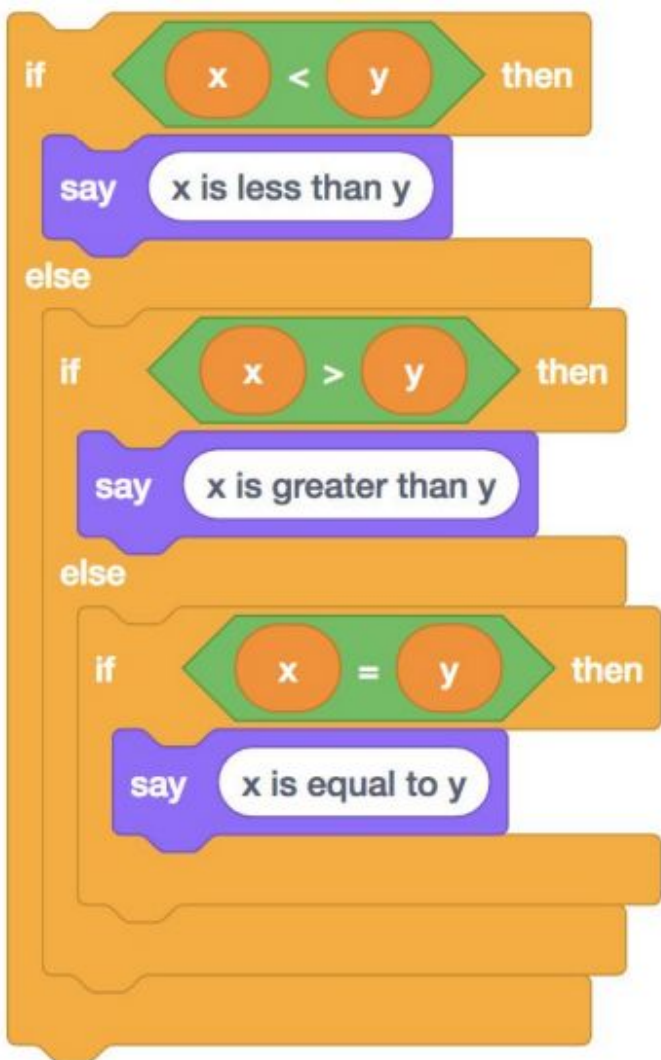 if x < y then
say x is less than y
else
if x > y then
say x is greater than y
else
if x = y then
say x is equal to y